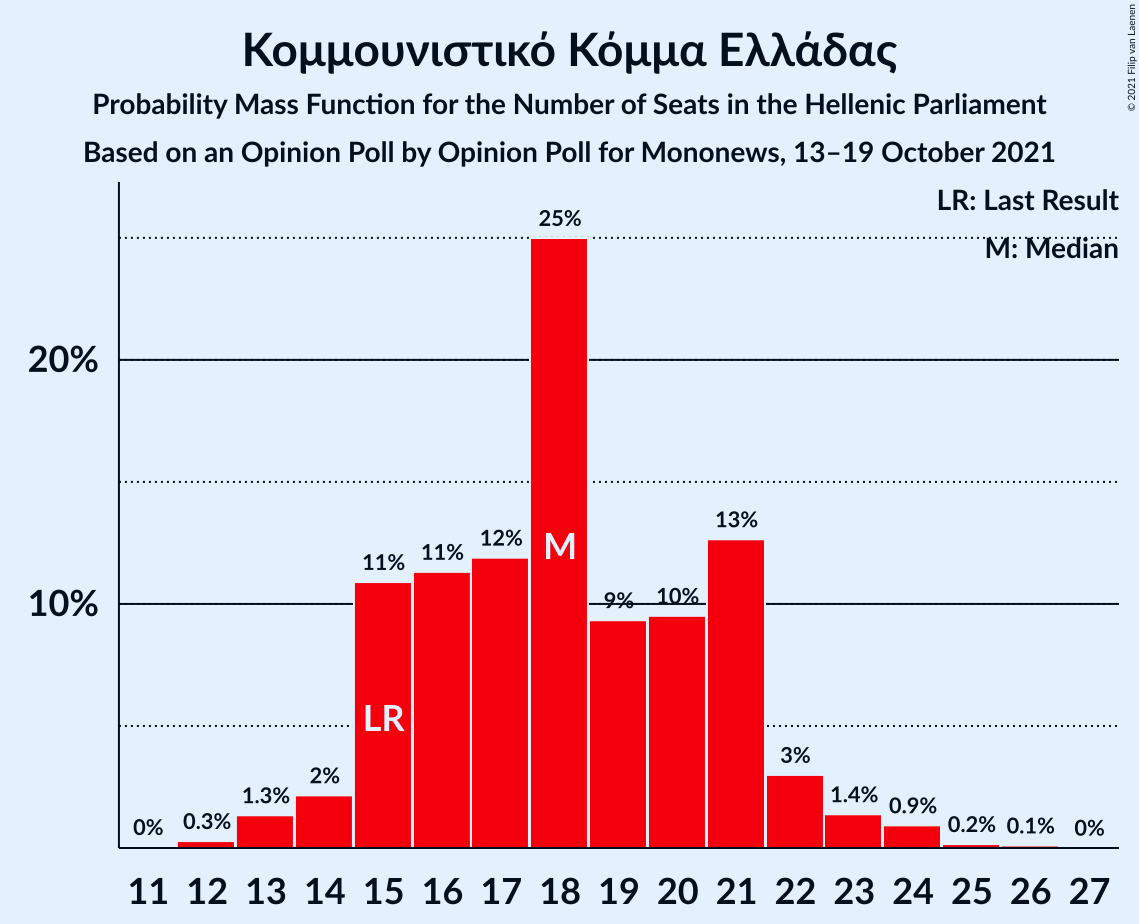 Κομμουνιστικό Κόμμα Ελλάδας
Probability Mass Function for the Number of Seats in the Hellenic Parliament
Based on an Opinion Poll by Opinion Poll for Mononews, 13–19 October 2021
© 2021 Filip van Laenen
LR: Last Result
M: Median
20%
10%
0%
0.3%
1.3%
2%
11%
11%
12%
25%
9%
10%
13%
3%
1.4%
0.9%
0.2%
0.1%
0%
LR
M
11 12 13 14 15 16 17 18 19 20 21 22 23 24 25 26 27